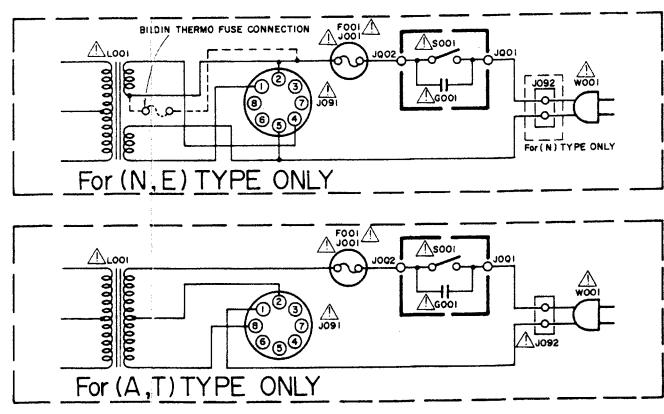 BILDIN THERMO FUSE CONNECTION
! L001
! F001
J001 !
J002
! S001
! G001
J001
J092
! W001
For(N) TYPE ONLY
1 2 3 4 5 6 7 8
! J091
For (N, E) TYPE ONLY
! L001
F001 !
! J001
J002
! S001
! G001
J001
! W001
! J092
1 2 3 4 5 6 7 8
! J091
For (A, T) TYPE ONLY